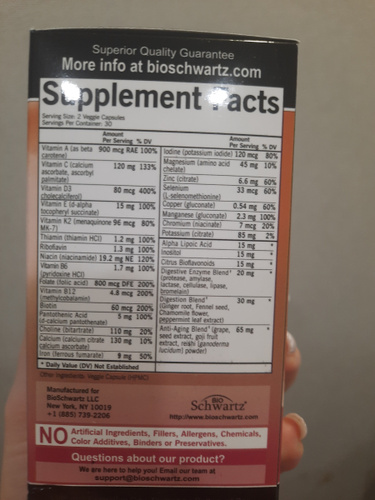 Superior Quality Guarantee
More info at bioschwartz.com
Supplement Facts
Serving Size: 2 Veggie Capsules
Servings Per Container: 30
Amount
Per Serving % DV
Vitamin A (as beta 900 mcg RAE 100%
carotene)
Vitamin C (calcium 120 mg 133%
ascorbate, ascorbyl
palmitate)
Vitamin D3 80 mcg 400%
(cholecalciferol)
Vitamin E (d-alpha 15 mg 100%
tocopheryl succinate)
Vitamin K2 (menaquinone 96 mcg 80%
MK-7)
Thiamin (thiamin HCl) 1.2 mg 100%
Riboflavin 1.3 mg 100%
Niacin (niacinamide) 19.2 mg NE 120%
Vitamin B6 1.7 mg 100%
(pyridoxine HCl)
Folate (folic acid) 800 mcg DFE 200%
Vitamin B12 4.8 mcg 200%
(methylcobalamin)
Biotin 60 mcg 200%
Pantothenic Acid 5 mg 100%
(d-calcium pantothenate)
Choline (bitartrate) 110 mg 20%
Calcium (calcium citrate 130 mg 10%
calcium ascorbate)
Iron (ferrous fumarate) 9 mg 50%
Amount
Per Serving % DV
Iodine (potassium iodide) 120 mcg 80%
Magnesium (amino acid 45 mg 10%
chelate)
Zinc (citrate) 6.6 mg 60%
Selenium 33 mcg 60%
(L-selenomethionine)
Copper (gluconate) 0.54 mg 60%
Manganese (gluconate) 2.3 mg 100%
Chromium (niacinate) 7 mcg 20%
Potassium (citrate) 85 mg 2%
Alpha Lipoic Acid 15 mg *
Inositol 15 mg *
Citrus Bioflavonoids 15 mg *
Digestive Enzyme Blend† 20 mg *
(protease, amylase,
lactase, cellulase, lipase,
bromelain)
Digestion Blend† 30 mg *
(Ginger root, Fennel seed,
Chamomile flower,
peppermint leaf extract)
Anti-Aging Blend† (grape, 65 mg *
seed extract, goji fruit
extract, reishi (ganoderma
lucidum) powder)
* Daily Value (DV) Not Established
Other Ingredients: Veggie Capsule (HPMC)
Manufactured for
BioSchwartz LLC
New York, NY 10019
+1 (885) 739-2206
BIO
Schwartz
http://www.bioschwartz.com
NO Artificial Ingredients, Fillers, Allergens, Chemicals,
Color Additives, Binders or Preservatives.
Questions about our product?
We are here to help you! Email our team at
support@bioschwartz.com